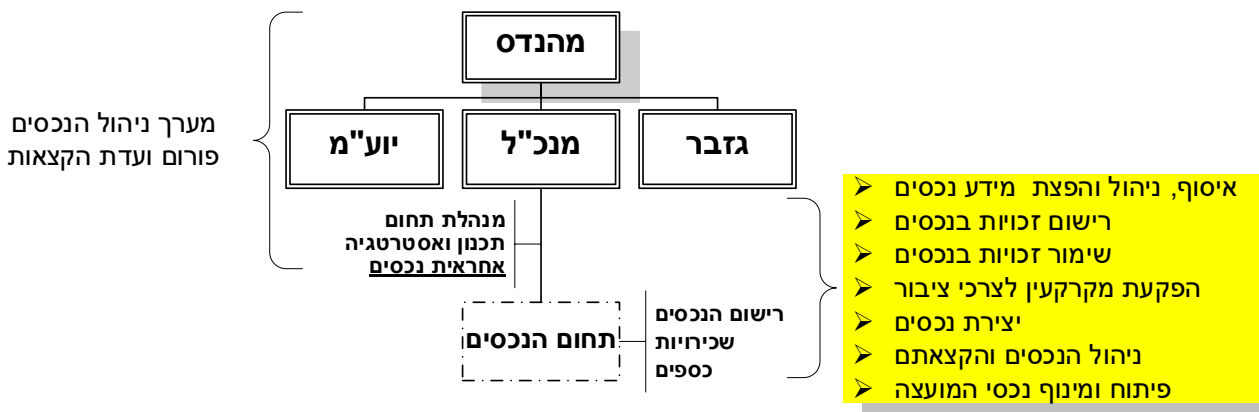 מהנדס
יוע"מ
מנכ"ל
גזבר
מערך ניהול הנכסים
פורום ועדת הקצאות
מנהלת תחום
תכנון ואסטרטגיה
אחראית נכסים
תחום הנכסים
רישום הנכסים
שכירויות
כספים
איסוף, ניהול והפצת מידע נכסים
רישום זכויות בנכסים
שימור זכויות בנכסים
הפקעת מקרקעין לצרכי ציבור
יצירת נכסים
ניהול הנכסים והקצאתם
פיתוח ומינוף נכסי המועצה